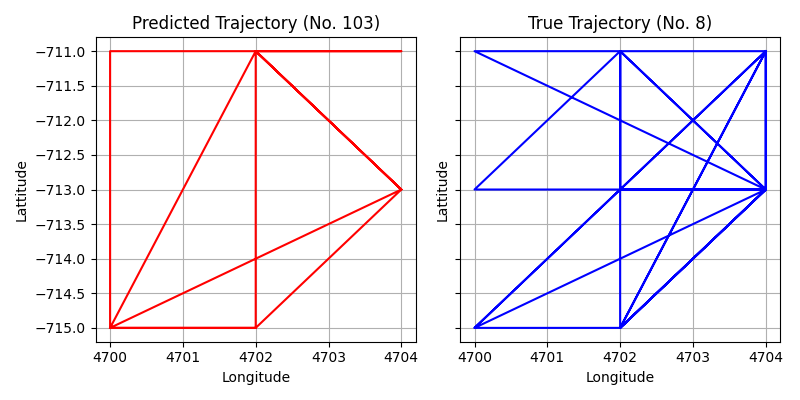 Predicted Trajectory (No. 103)
True Trajectory (No. 8)
−711.0
−711.5
−712.0
−712.5
−713.0
−713.5
−714.0
−714.5
−715.0
Lattitude
Lattitude
4700 4701 4702 4703 4704
4700 4701 4702 4703 4704
Longitude
Longitude